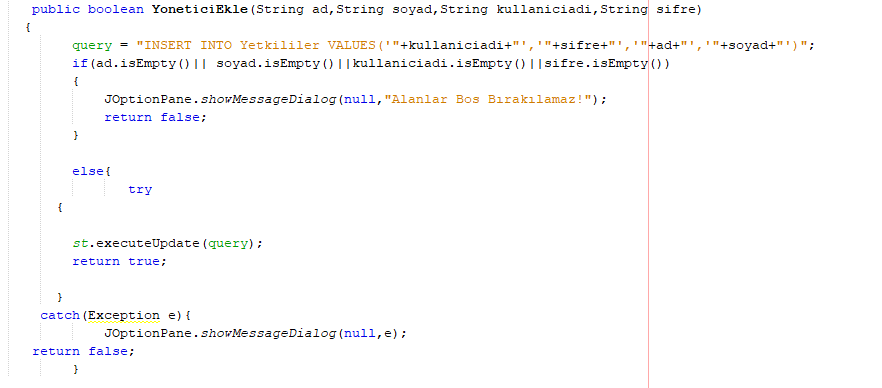 public boolean YoneticiEkle(String ad,String soyad,String kullaniciadi,String sifre)
{
query = "INSERT INTO Yetkililer VALUES('"+kullaniciadi+"','"+sifre+"','"+ad+"','"+soyad+"')";
if(ad.isEmpty()|| soyad.isEmpty()||kullaniciadi.isEmpty()||sifre.isEmpty())
{
JOptionPane.showMessageDialog(null,"Alanlar Bos Bırakılamaz!");
return false;
}
else{
try
{
st.executeUpdate(query);
return true;
}
catch(Exception e){
JOptionPane.showMessageDialog(null,e);
return false;
}